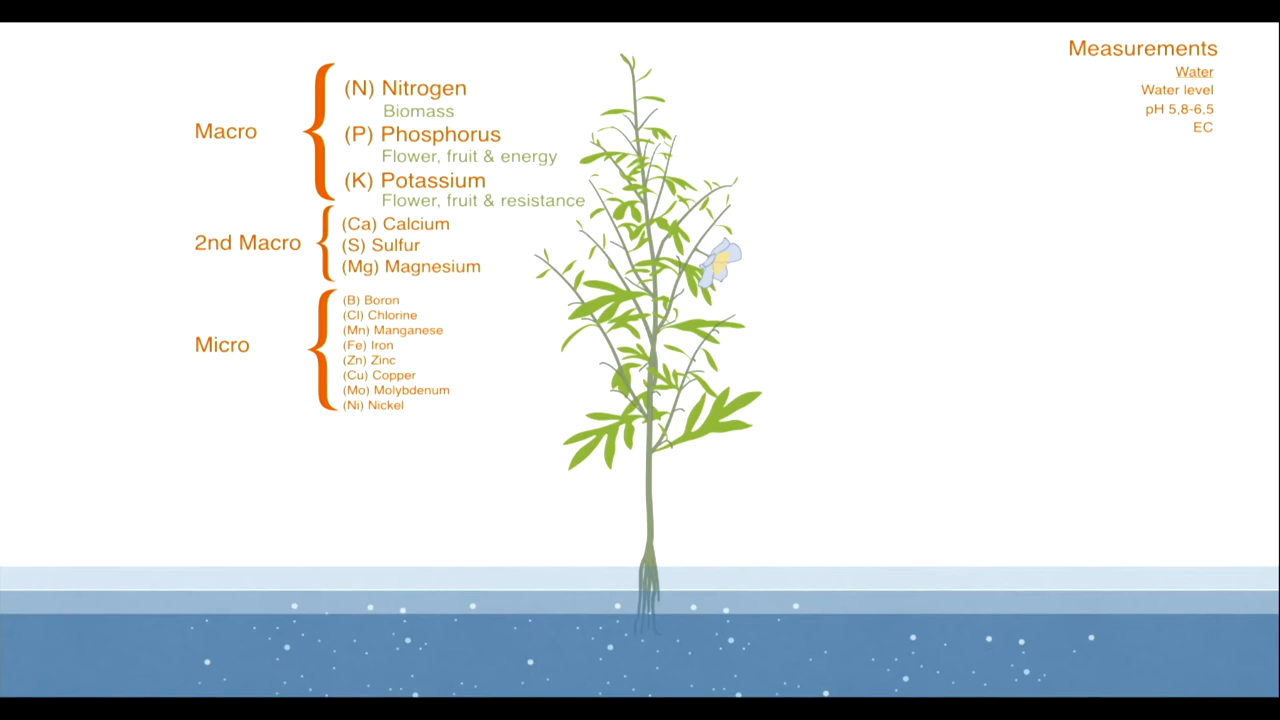 Macro
(N) Nitrogen
Biomass
(P) Phosphorus
Flower, fruit & energy
(K) Potassium
Flower, fruit & resistance
2nd Macro
(Ca) Calcium
(S) Sulfur
(Mg) Magnesium
Micro
(B) Boron
(Cl) Chlorine
(Mn) Manganese
(Fe) Iron
(Zn) Zinc
(Cu) Copper
(Mo) Molybdenum
(Ni) Nickel
Measurements
Water
Water level
pH 5,8-6,5
EC